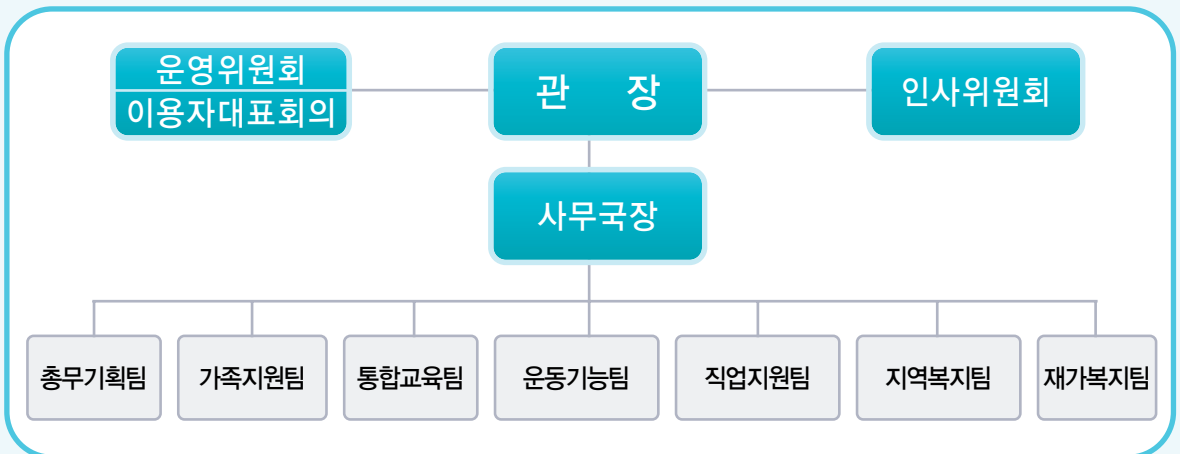 운영위원회
이용자대표회의
관 장
인사위원회
사무국장
총무기획팀
가족지원팀
통합교육팀
운동기능팀
직업지원팀
지역복지팀
재가복지팀